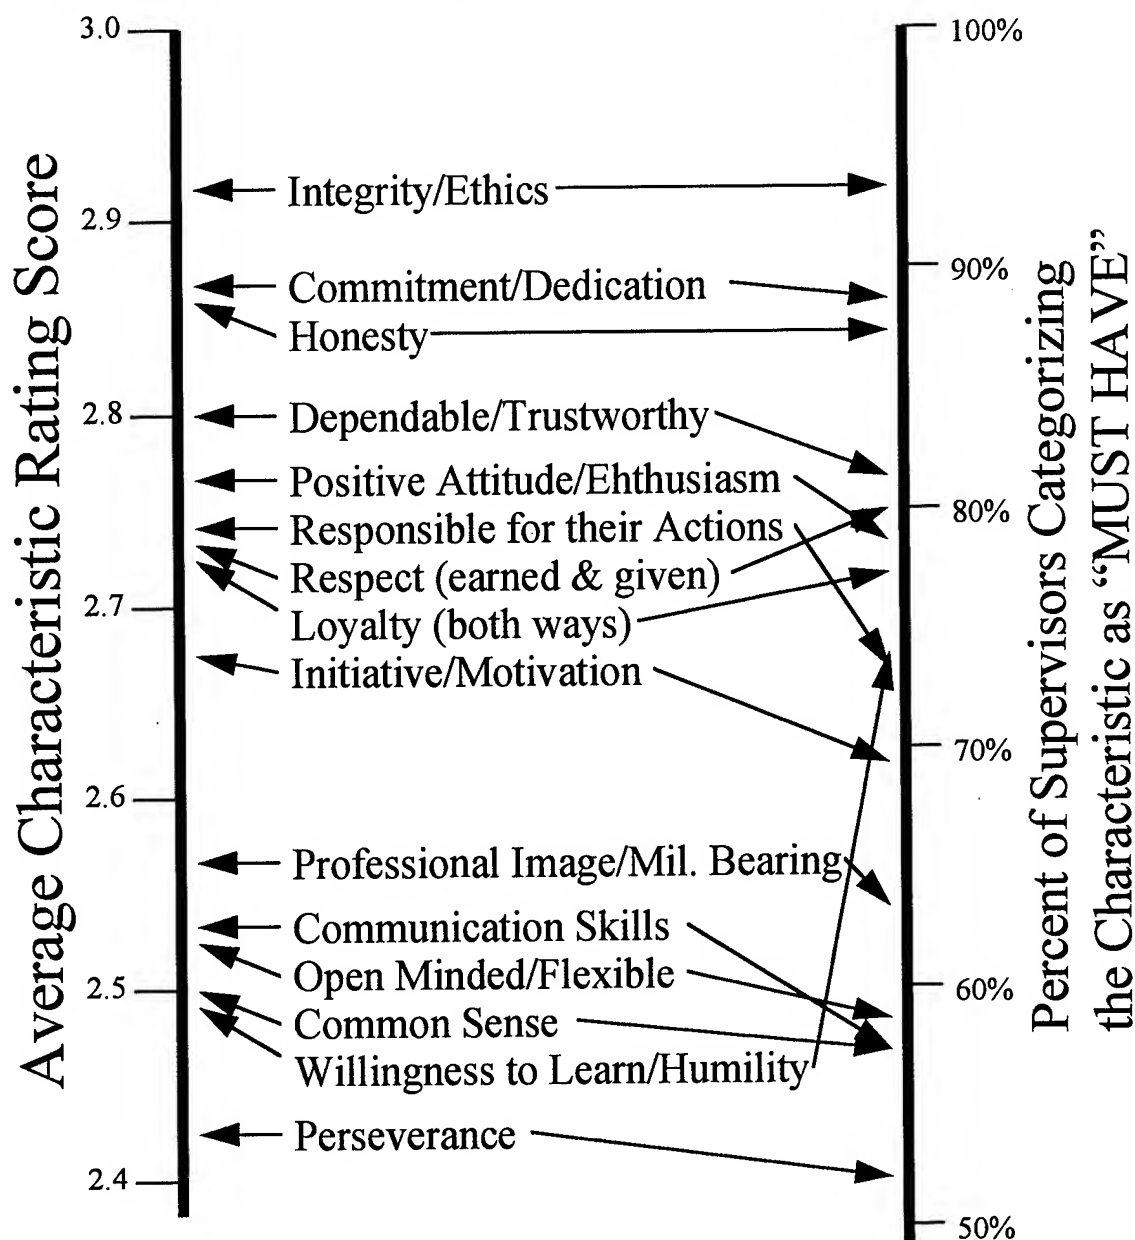 Average Characteristic Rating Score
3.0
2.9
2.8
2.7
2.6
2.5
2.4
Integrity/Ethics
Commitment/Dedication
Honesty
Dependable/Trustworthy
Positive Attitude/Ehthusiasm
Responsible for their Actions
Respect (earned & given)
Loyalty (both ways)
Initiative/Motivation
Professional Image/Mil. Bearing
Communication Skills
Open Minded/Flexible
Common Sense
Willingness to Learn/Humility
Perseverance
100%
90%
80%
70%
60%
50%
Percent of Supervisors Categorizing
the Characteristic as “MUST HAVE”